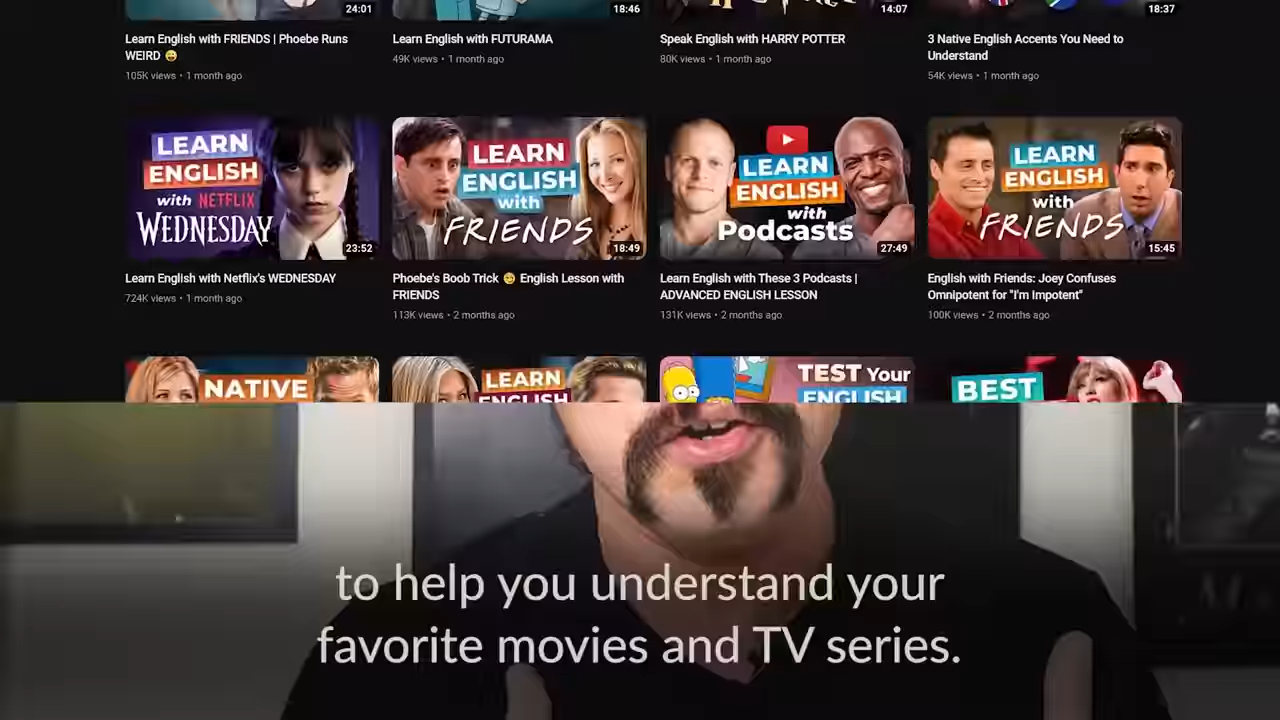 24:01
18:46
14:07
18:37
Learn English with FRIENDS | Phoebe Runs
WEIRD 😜
105K views • 1 month ago
Learn English with FUTURAMA
49K views • 1 month ago
Speak English with HARRY POTTER
80K views • 1 month ago
3 Native English Accents You Need to
Understand
54K views • 1 month ago
LEARN
ENGLISH
with NETFLIX
WEDNESDAY
23:52
LEARN
ENGLISH
with
FRIENDS
18:49
LEARN
ENGLISH
with
Podcasts
27:49
LEARN
ENGLISH
with
FRIENDS
15:45
Learn English with Netflix's WEDNESDAY
724K views • 1 month ago
Phoebe's Boob Trick 🤓 English Lesson with
FRIENDS
113K views • 2 months ago
Learn English with These 3 Podcasts |
ADVANCED ENGLISH LESSON
131K views • 2 months ago
English with Friends: Joey Confuses
Omnipotent for "I'm Impotent"
100K views • 2 months ago
NATIVE
LEARN
ENGLISH
TEST Your
ENGLISH
BEST
to help you understand your
favorite movies and TV series.